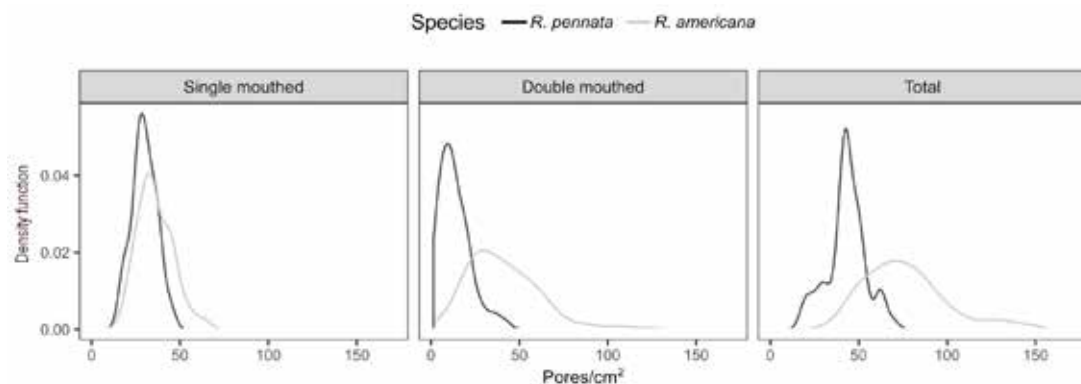 Species R. pennata R. americana
Single mouthed Double mouthed Total
Density function
0.04
0.02
0.00
0 50 100 150 0 50 100 150 0 50 100 150
Pores/cm²